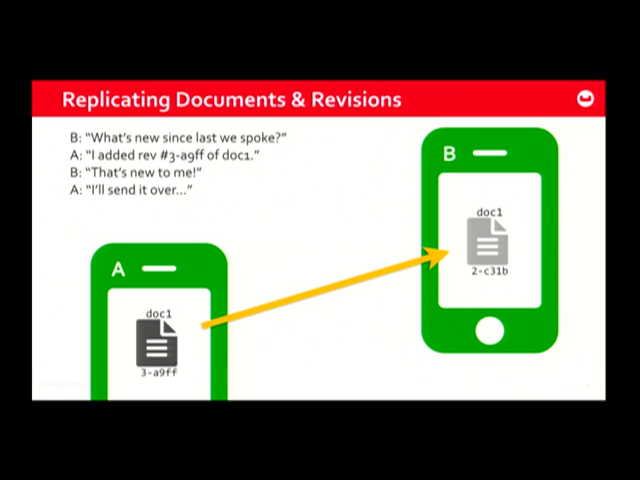 Replicating Documents & Revisions
B: “What’s new since last we spoke?”
A: “I added rev #3-a9ff of doc1.”
B: “That’s new to me!”
A: “I’ll send it over…”
B
doc1
2-c31b
A
doc1
3-a9ff